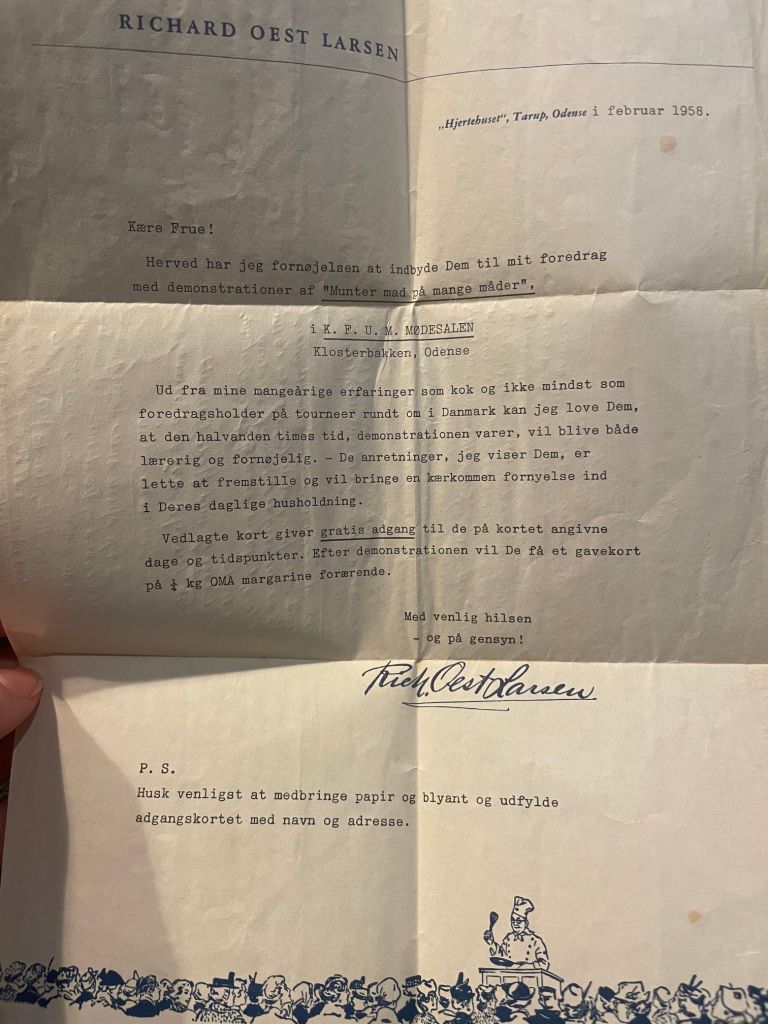 RICHARD OEST LARSEN
„Hjertehuset“, Tarup, Odense i februar 1958.
Kære Frue!
Herved har jeg fornøjelsen at indbyde Dem til mit foredrag
med demonstrationer af "Munter mad på mange måder",
i K. F. U. M. MØDESALEN
Klosterbakken, Odense
Ud fra mine mangeårige erfaringer som kok og ikke mindst som
foredragsholder på tourneer rundt om i Danmark kan jeg love Dem,
at den halvanden times tid, demonstrationen varer, vil blive både
lærerig og fornøjelig. - De anretninger, jeg viser Dem, er
lette at fremstille og vil bringe en kærkommen fornyelse ind
i Deres daglige husholdning.
Vedlagte kort giver gratis adgang til de på kortet angivne
dage og tidspunkter. Efter demonstrationen vil De få et gavekort
på ¼ kg OMA margarine forærende.
Med venlig hilsen
- og på gensyn!
Rich. Oest Larsen
P. S.
Husk venligst at medbringe papir og blyant og udfylde
adgangskortet med navn og adresse.